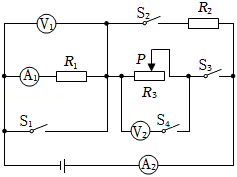 V₁ S₂ R₂
A₁ R₁ P R₃ S₃
S₁ V₂ S₄
A₂